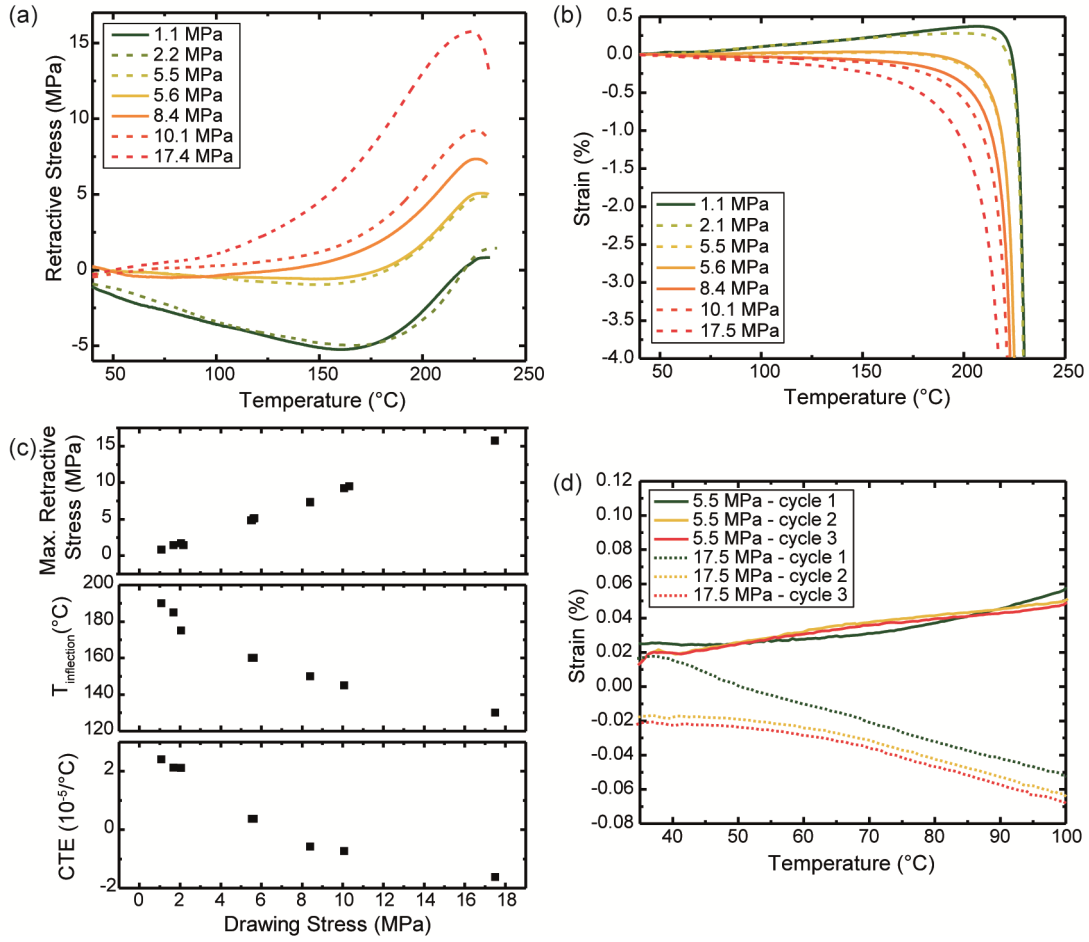 (a)
Retractive Stress (MPa)
15
10
5
0
-5
1.1 MPa
2.2 MPa
5.5 MPa
5.6 MPa
8.4 MPa
10.1 MPa
17.4 MPa
50 100 150 200 250
Temperature (°C)
(b)
Strain (%)
0.5
0.0
-0.5
-1.0
-1.5
-2.0
-2.5
-3.0
-3.5
-4.0
1.1 MPa
2.1 MPa
5.5 MPa
5.6 MPa
8.4 MPa
10.1 MPa
17.5 MPa
50 100 150 200 250
Temperature (°C)
(c)
Max. Retractive
Stress (MPa)
15
10
5
0
Tinflection(°C)
200
180
160
140
120
CTE (10-5/°C)
2
0
-2
0 2 4 6 8 10 12 14 16 18
Drawing Stress (MPa)
(d)
Strain (%)
0.12
0.10
0.08
0.06
0.04
0.02
0.00
-0.02
-0.04
-0.06
-0.08
5.5 MPa - cycle 1
5.5 MPa - cycle 2
5.5 MPa - cycle 3
17.5 MPa - cycle 1
17.5 MPa - cycle 2
17.5 MPa - cycle 3
40 50 60 70 80 90 100
Temperature (°C)